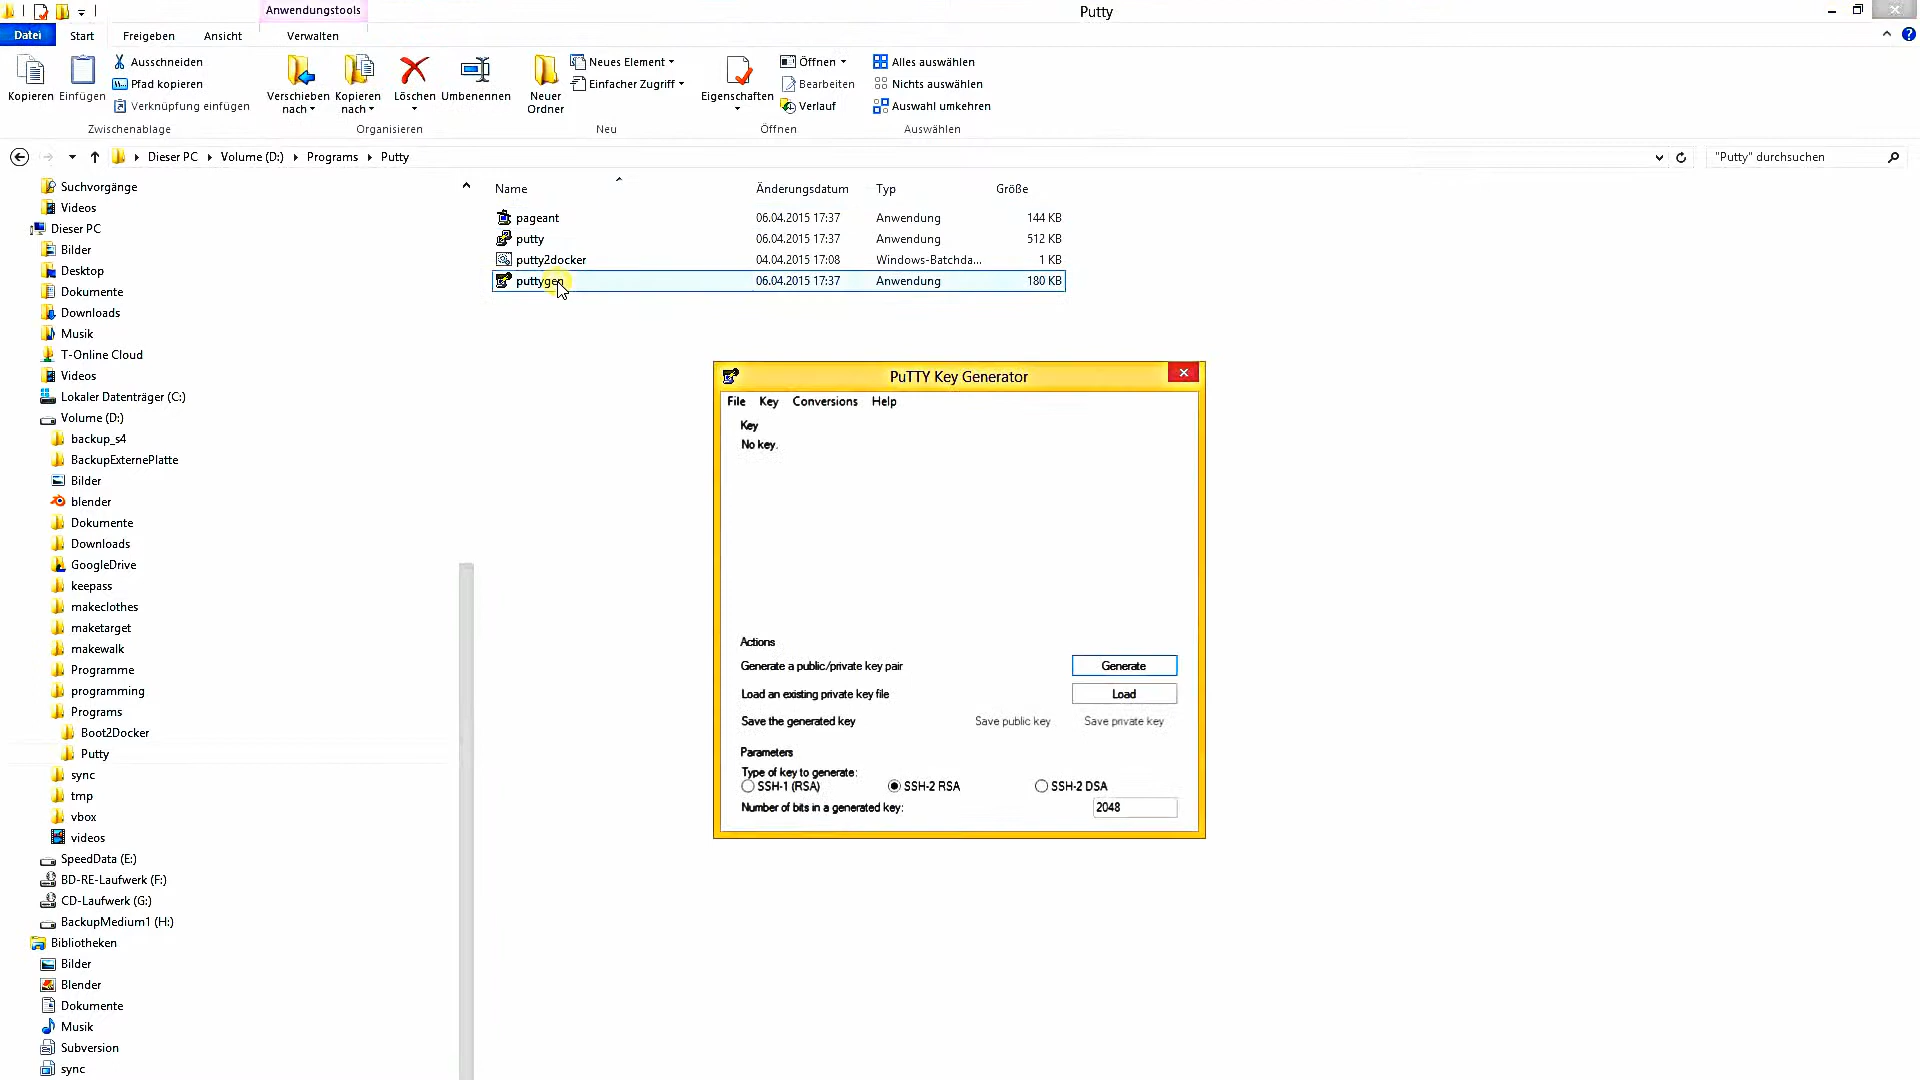 Anwendungstools
Putty
Datei
Start
Freigeben
Ansicht
Verwalten
Kopieren
Einfügen
Ausschneiden
Pfad kopieren
Verknüpfung einfügen
Zwischenablage
Verschieben nach
Kopieren nach
Löschen
Umbenennen
Organisieren
Neuer Ordner
Neues Element
Einfacher Zugriff
Neu
Eigenschaften
Öffnen
Bearbeiten
Verlauf
Öffnen
Alles auswählen
Nichts auswählen
Auswahl umkehren
Auswählen
Dieser PC
Volume (D:)
Programs
Putty
"Putty" durchsuchen
Suchvorgänge
Videos
Dieser PC
Bilder
Desktop
Dokumente
Downloads
Musik
T-Online Cloud
Videos
Lokaler Datenträger (C:)
Volume (D:)
backup_s4
BackupExternePlatte
Bilder
blender
Dokumente
Downloads
GoogleDrive
keepass
makeclothes
maketarget
makewalk
Programme
programming
Programs
Boot2Docker
Putty
sync
tmp
vbox
videos
SpeedData (E:)
BD-RE-Laufwerk (F:)
CD-Laufwerk (G:)
BackupMedium1 (H:)
Bibliotheken
Bilder
Blender
Dokumente
Musik
Subversion
sync
Name Änderungsdatum Typ Größe
pageant 06.04.2015 17:37 Anwendung 144 KB
putty 06.04.2015 17:37 Anwendung 512 KB
putty2docker 04.04.2015 17:08 Windows-Batchda... 1 KB
puttygen 06.04.2015 17:37 Anwendung 180 KB
PuTTY Key Generator
File Key Conversions Help
Key
No key.
Actions
Generate a public/private key pair Generate
Load an existing private key file Load
Save the generated key Save public key Save private key
Parameters
Type of key to generate:
SSH-1 (RSA) SSH-2 RSA SSH-2 DSA
Number of bits in a generated key: 2048